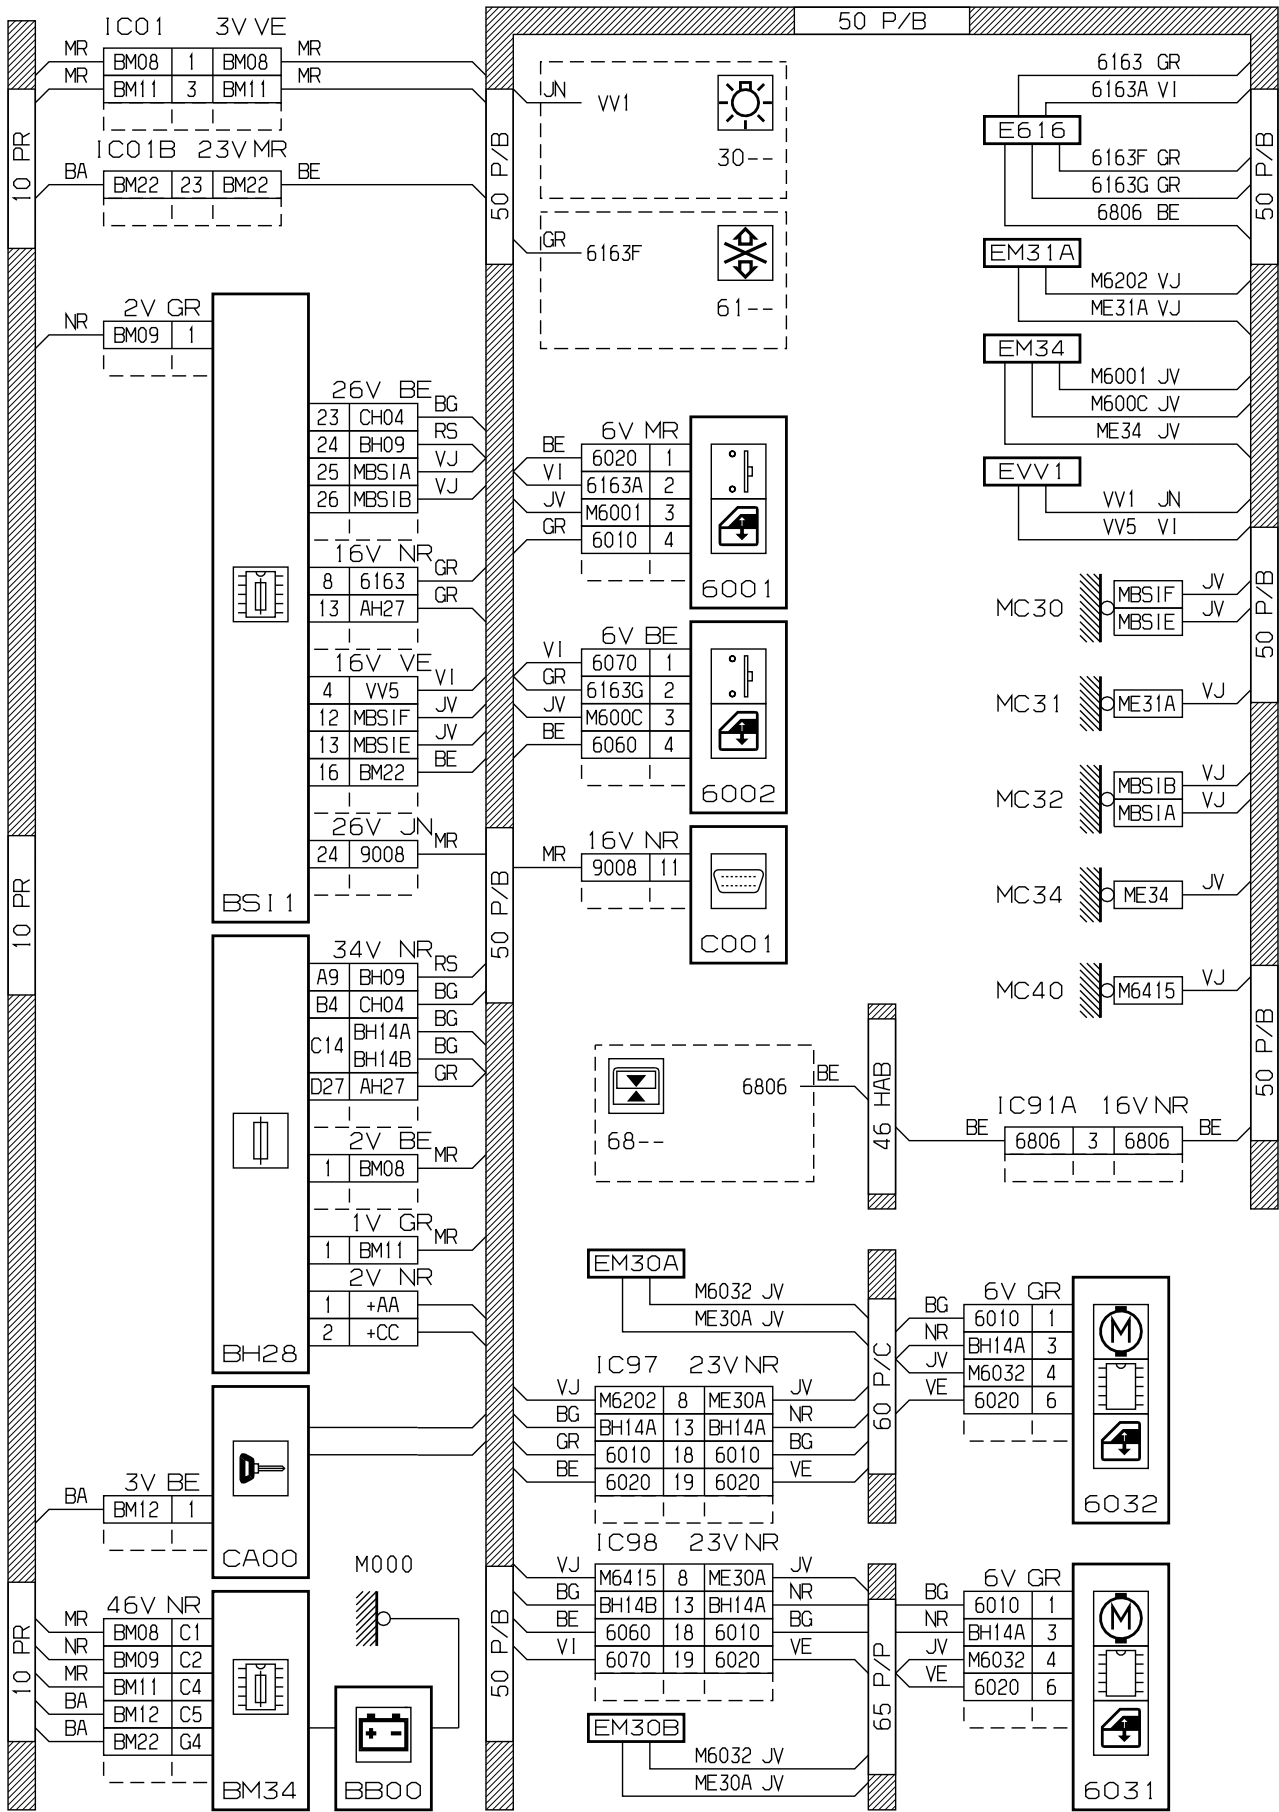 50 P/B
IC01 3V VE
MR BM08 1 BM08 MR
MR BM11 3 BM11 MR
IC01B 23V MR
BA BM22 23 BM22 BE
10 PR
50 P/B
2V GR
NR BM09 1
26V BE
23 CH04 BG
24 BH09 RS
25 MBSIA VJ
26 MBSIB VJ
16V NR
8 6163 GR
13 AH27 GR
16V VE
4 VV5 VI
12 MBSIF JV
13 MBSIE JV
16 BM22 BE
26V JN
24 9008 MR
BSI1
10 PR
50 P/B
34V NR
A9 BH09 RS
B4 CH04 BG
C14 BH14A BG
BH14B BG
D27 AH27 GR
2V BE
1 BM08 MR
1V GR
1 BM11 MR
2V NR
1 +AA
2 +CC
BH28
3V BE
BA BM12 1
CA00
M000
46V NR
MR BM08 C1
NR BM09 C2
MR BM11 C4
BA BM12 C5
BA BM22 G4
10 PR
BM34
BB00
50 P/B
JN VV1
30--
GR 6163F
61--
6V MR
BE 6020 1
VI 6163A 2
JV M6001 3
GR 6010 4
6001
6V BE
VI 6070 1
GR 6163G 2
JV M600C 3
BE 6060 4
6002
16V NR
MR 9008 11
C001
6806 BE
68--
46 HAB
6163 GR
6163A VI
E616
6163F GR
6163G GR
6806 BE
50 P/B
EM31A
M6202 VJ
ME31A VJ
EM34
M6001 JV
M600C JV
ME34 JV
EVV1
VV1 JN
VV5 VI
50 P/B
MC30 MBSIF JV
MBSIE JV
MC31 ME31A VJ
MC32 MBSIB VJ
MBSIA VJ
MC34 ME34 JV
MC40 M6415 VJ
50 P/B
IC91A 16V NR
BE 6806 3 6806 BE
EM30A
M6032 JV
ME30A JV
IC97 23V NR
VJ M6202 8 ME30A JV
BG BH14A 13 BH14A NR
GR 6010 18 6010 BG
BE 6020 19 6020 VE
60 P/C
6V GR
BG 6010 1
NR BH14A 3
JV M6032 4
VE 6020 6
M
6032
IC98 23V NR
VJ M6415 8 ME30A JV
BG BH14B 13 BH14A NR
BE 6060 18 6010 BG
VI 6070 19 6020 VE
EM30B
M6032 JV
ME30A JV
65 P/P
6V GR
BG 6010 1
NR BH14A 3
JV M6032 4
VE 6020 6
M
6031